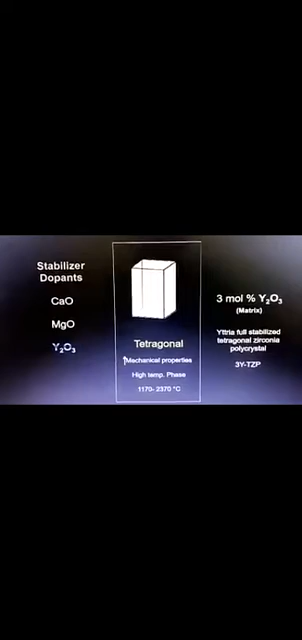 Stabilizer
Dopants
CaO
MgO
Y₂O₃
Tetragonal
↑Mechanical properties
High temp. Phase
1170- 2370 °C
3 mol % Y₂O₃
(Matrix)
Yttria full stabilized
tetragonal zirconia
polycrystal
3Y-TZP